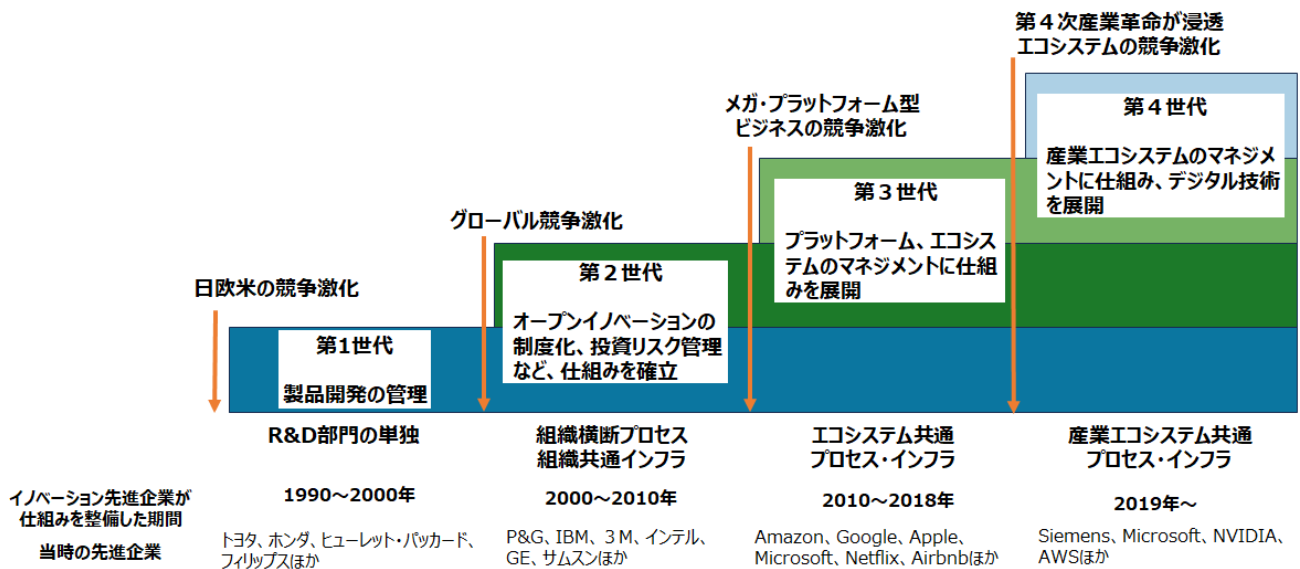 第４次産業革命が浸透
エコシステムの競争激化
メガ・プラットフォーム型
ビジネスの競争激化
グローバル競争激化
日欧米の競争激化
第1世代
製品開発の管理
第２世代
オープンイノベーションの
制度化、投資リスク管理
など、仕組みを確立
第３世代
プラットフォーム、エコシス
テムのマネジメントに仕組
みを展開
第４世代
産業エコシステムのマネジメ
ントに仕組み、デジタル技術
を展開
R&D部門の単独
組織横断プロセス
組織共通インフラ
エコシステム共通
プロセス・インフラ
産業エコシステム共通
プロセス・インフラ
イノベーション先進企業が
仕組みを整備した期間
1990～2000年
2000～2010年
2010～2018年
2019年～
当時の先進企業
トヨタ、ホンダ、ヒューレット・パッカード、
フィリップスほか
P&G、IBM、３M、インテル、
GE、サムスンほか
Amazon、Google、Apple、
Microsoft、Netflix、Airbnbほか
Siemens、Microsoft、NVIDIA、
AWSほか